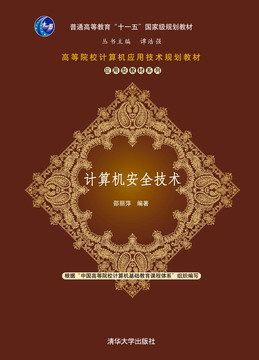 普通高等教育“十一五”国家级规划教材
丛书主编 谭浩强
高等院校计算机应用技术规划教材
应用型教材系列
计算机安全技术
邵丽萍 编著
根据“中国高等院校计算机基础教育课程体系”组织编写
清华大学出版社